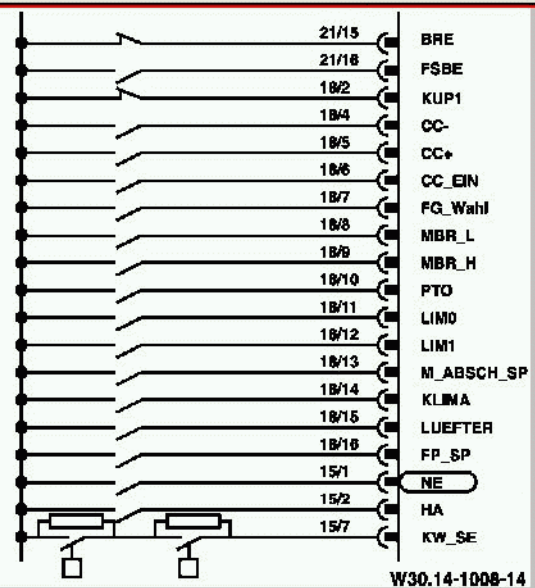 21/15 BRE
21/16 FSBE
18/2 KUP1
18/4 CC-
18/5 CC+
18/6 CC_EIN
18/7 FG_Wahl
18/8 MBR_L
18/9 MBR_H
18/10 PTO
18/11 LIM0
18/12 LIM1
18/13 M_ABSCH_SP
18/14 KLIMA
18/15 LUEFTER
18/16 FP_SP
15/1 NE
15/2 HA
15/7 KW_SE
W30.14-1008-14